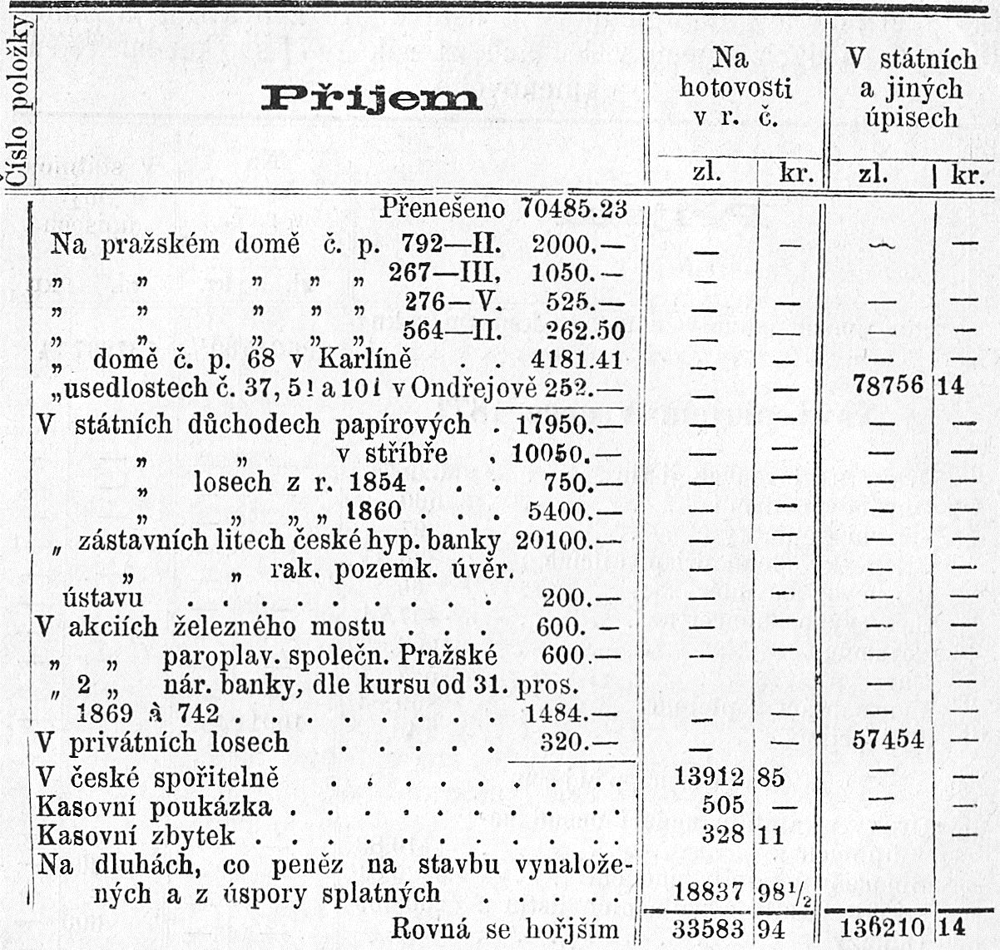 Číslo položky
Příjem
Na hotovosti v r. č.
V státních a jiných úpisech
zl. kr. zl. kr.
Přenešeno 70485.23
Na pražském domě č. p. 792—II. 2000.— — — — —
„ „ „ „ „ 267—III, 1050.— —
„ „ „ „ „ 276—V. 525.— — — — —
„ „ „ „ „ 564—II. 262.50 — —
„ domě č. p. 68 v Karlíně . . 4181.41 — — — —
„usedlostech č. 37, 51 a 101 v Ondřejově 252.— — — 78756 14
V státních důchodech papírových . 17950.— — — — —
„ „ v stříbře . 10050.— — — — —
„ losech z r. 1854 . . . 750. — — — —
„ „ „ „ 1860 . . . 5400.— — — — —
„ zástavních litech české hyp. banky 20100.— — — — —
„ „ rak. pozemk. úvěr. — — — —
ústavu . . . . . . . . . 200.— — — — —
V akciích železného mostu . . . 600.— — — — —
„ „ paroplav. společn. Pražské 600.— — — — —
„ 2 „ nár. banky, dle kursu od 31. pros. — —
1869 à 742 . . . . . . . . 1484.— — — — —
V privátních losech . . . . . 320.— — — 57454 —
V české spořitelně . . . . . . . . . 13912 85 — —
Kasovní poukázka . . . . . . . . . . 505 — — —
Kasovní zbytek . . . . . . . . . . . 328 11 —
Na dluhách, co peněz na stavbu vynalože-
ných a z úspory splatných . . . . . 18837 98½
Rovná se hořjším 33583 94 136210 14